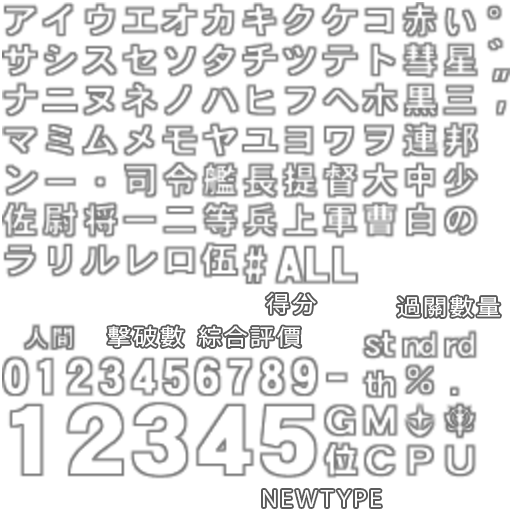 アイウエオカキクケコ赤い°
サシスセソタチツテト彗星〝
ナニヌネノハヒフヘホ黒三′
マミムメモヤユヨワヲ連邦
ンー・司令艦長提督大中少
佐尉将一二等兵上軍曹白の
ラリルレロ伍#ALL
得分 過關數量
人間 擊破數 綜合評價
st nd rd
0123456789- th % .
12345 GM
位CPU
NEWTYPE